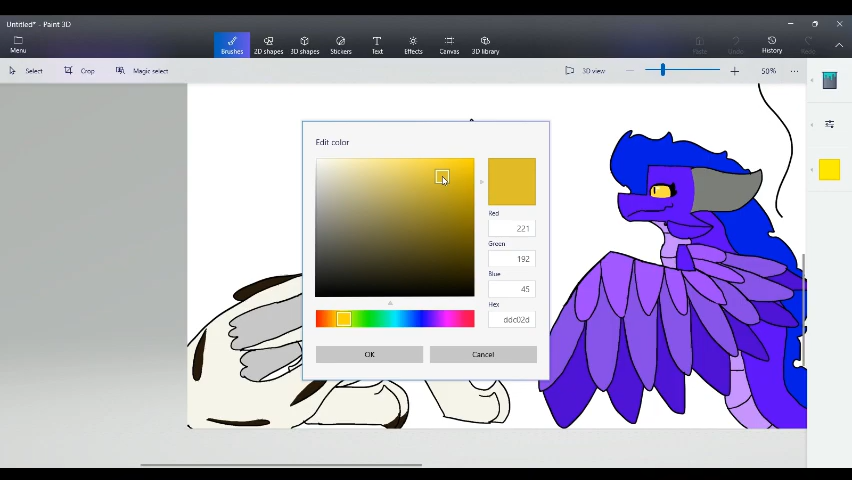 Untitled* - Paint 3D
Menu
Brushes
2D shapes
3D shapes
Stickers
Text
Effects
Canvas
3D library
Paste
Undo
History
Redo
Select
Crop
Magic select
3D view
50%
Edit color
Red
221
Green
192
Blue
45
Hex
ddc02d
OK
Cancel